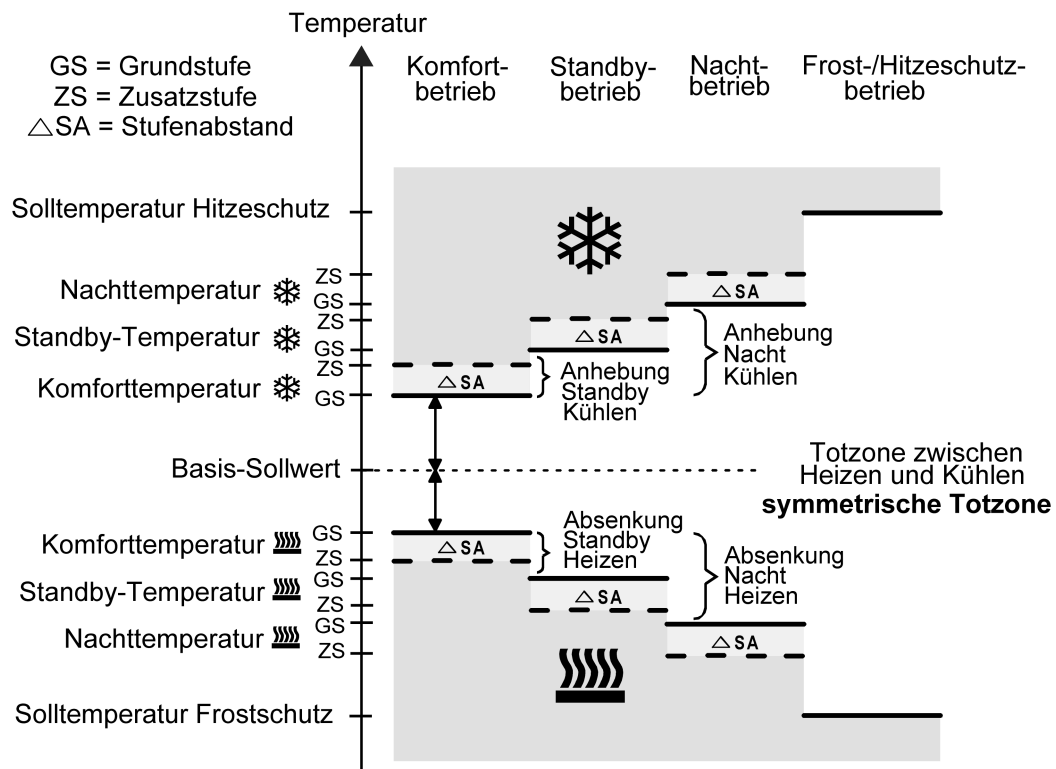 Temperatur
GS = Grundstufe
ZS = Zusatzstufe
△SA = Stufenabstand
Komfort-
betrieb
Standby-
betrieb
Nacht-
betrieb
Frost-/Hitzeschutz-
betrieb
Solltemperatur Hitzeschutz
Nachttemperatur
ZS
GS
△SA
Standby-Temperatur
ZS
GS
△SA
Komforttemperatur
ZS
GS
△SA
Anhebung
Standby
Kühlen
Anhebung
Nacht
Kühlen
Basis-Sollwert
Totzone zwischen
Heizen und Kühlen
symmetrische Totzone
Komforttemperatur
GS
ZS
△SA
Absenkung
Standby
Heizen
Absenkung
Nacht
Heizen
Standby-Temperatur
GS
ZS
△SA
Nachttemperatur
GS
ZS
△SA
Solltemperatur Frostschutz